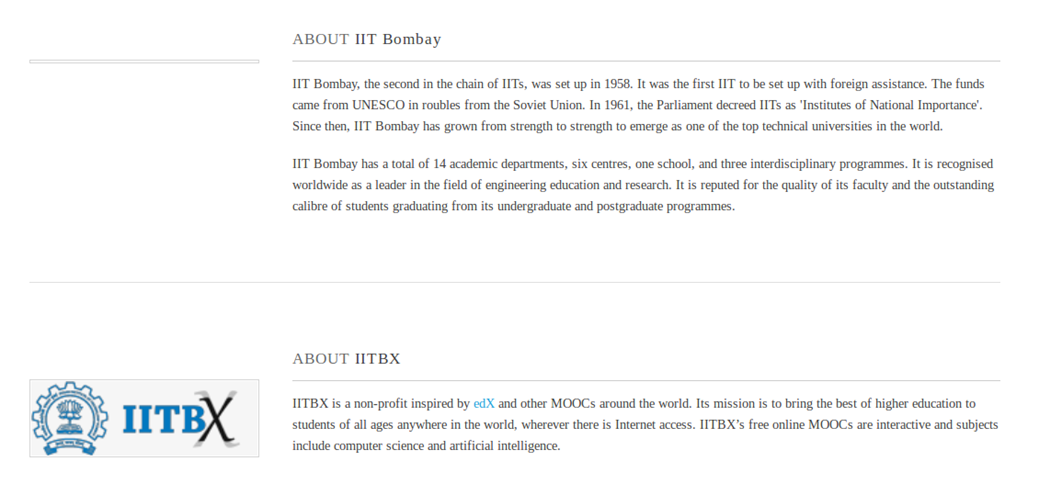 ABOUT IIT Bombay
IIT Bombay, the second in the chain of IITs, was set up in 1958. It was the first IIT to be set up with foreign assistance. The funds
came from UNESCO in roubles from the Soviet Union. In 1961, the Parliament decreed IITs as 'Institutes of National Importance'.
Since then, IIT Bombay has grown from strength to strength to emerge as one of the top technical universities in the world.
IIT Bombay has a total of 14 academic departments, six centres, one school, and three interdisciplinary programmes. It is recognised
worldwide as a leader in the field of engineering education and research. It is reputed for the quality of its faculty and the outstanding
calibre of students graduating from its undergraduate and postgraduate programmes.
ABOUT IITBX
IITBX
IITBX is a non-profit inspired by edX and other MOOCs around the world. Its mission is to bring the best of higher education to
students of all ages anywhere in the world, wherever there is Internet access. IITBX’s free online MOOCs are interactive and subjects
include computer science and artificial intelligence.